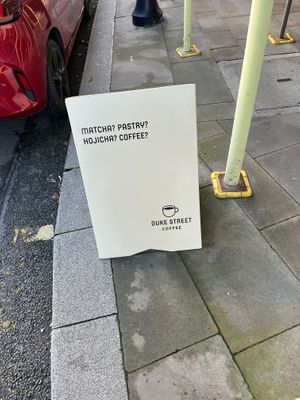 MATCHA? PASTRY?
HOJICHA? COFFEE?
DUKE STREET
COFFEE